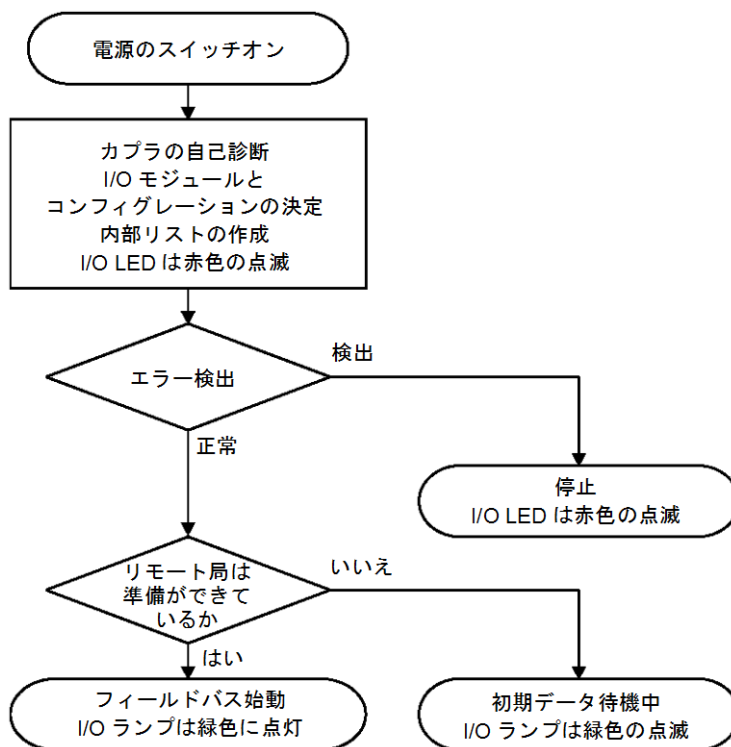 電源のスイッチオン
カプラの自己診断
I/O モジュールと
コンフィグレーションの決定
内部リストの作成
I/O LED は赤色の点滅
エラー検出
検出
正常
停止
I/O LED は赤色の点滅
リモート局は
準備ができて
いるか
いいえ
はい
フィールドバス始動
I/O ランプは緑色に点灯
初期データ待機中
I/O ランプは緑色の点滅